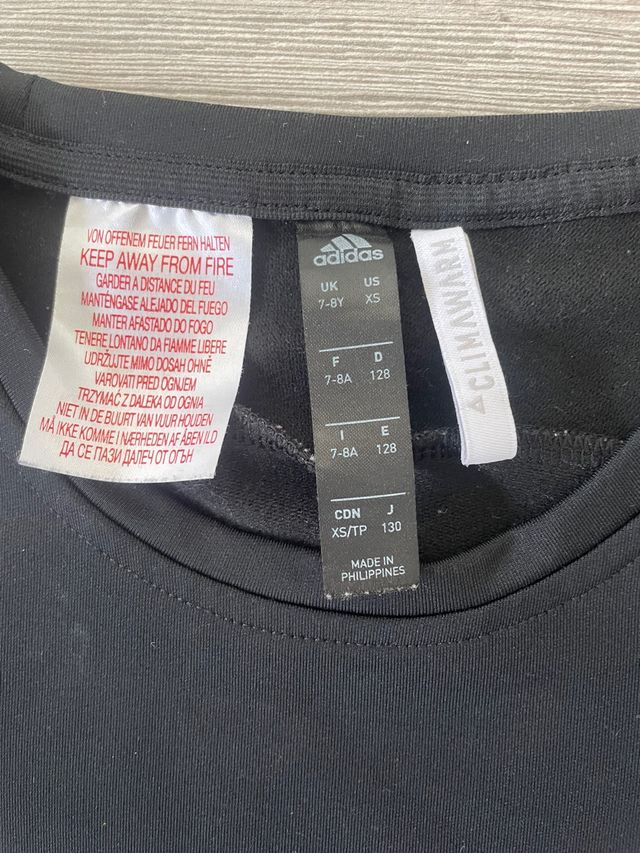 VON OFFENEM FEUER FERN HALTEN
KEEP AWAY FROM FIRE
GARDER A DISTANCE DU FEU
MANTÉNGASE ALEJADO DEL FUEGO
MANTER AFASTADO DO FOGO
TENERE LONTANO DA FIAMME LIBERE
UDRŽUJTE MIMO DOSAH OHNĚ
VAROVATI PRED OGNJEM
TRZYMAĆ Z DALEKA OD OGNIA
NIET IN DE BUURT VAN VUUR HOUDEN
MÅ IKKE KOMME I NÆRHEDEN AF ÅBEN ILD
ДА СЕ ПАЗИ ДАЛЕЧ ОТ ОГЪН
adidas
UK US
7-8Y XS
F D
7-8A 128
I E
7-8A 128
CDN J
XS/TP 130
MADE IN
PHILIPPINES
CLIMAWARM